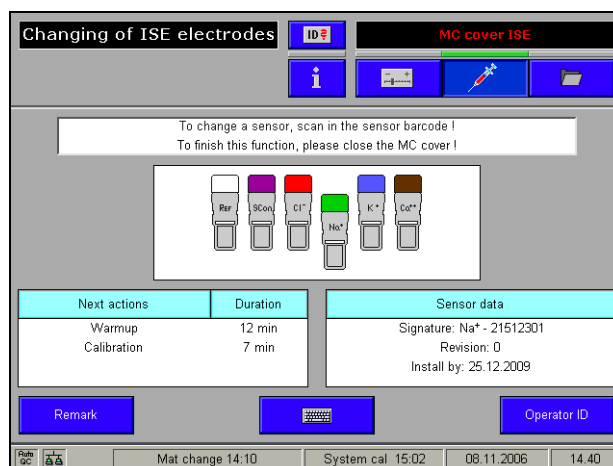 Changing of ISE electrodes
ID?
MC cover ISE
i
To change a sensor, scan in the sensor barcode !
To finish this function, please close the MC cover !
REF SCon Cl⁻ Na⁺ K⁺ Ca⁺⁺
Next actions Duration
Warmup 12 min
Calibration 7 min
Sensor data
Signature: Na⁺ - 21512301
Revision: 0
Install by: 25.12.2009
Remark
Operator ID
Auto QC
Mat change 14:10
System cal 15:02
08.11.2006
14.40